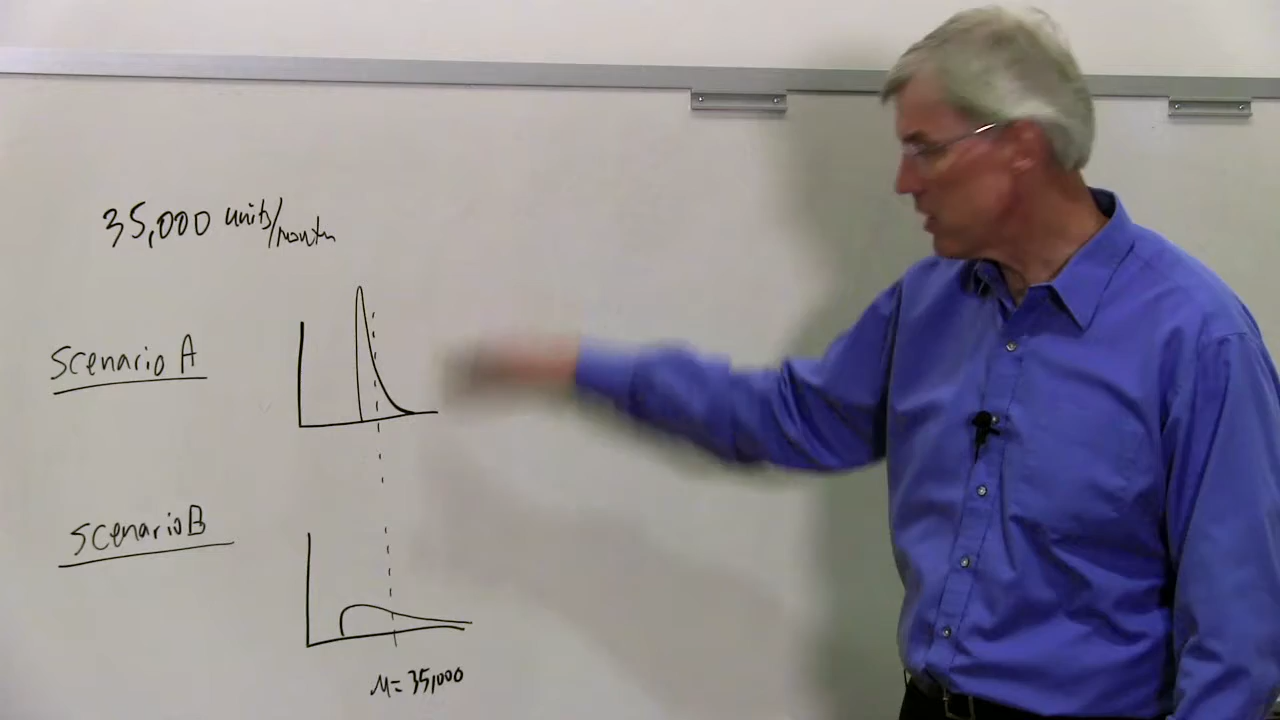 35,000 units/month
Scenario A
Scenario B
μ= 35,000